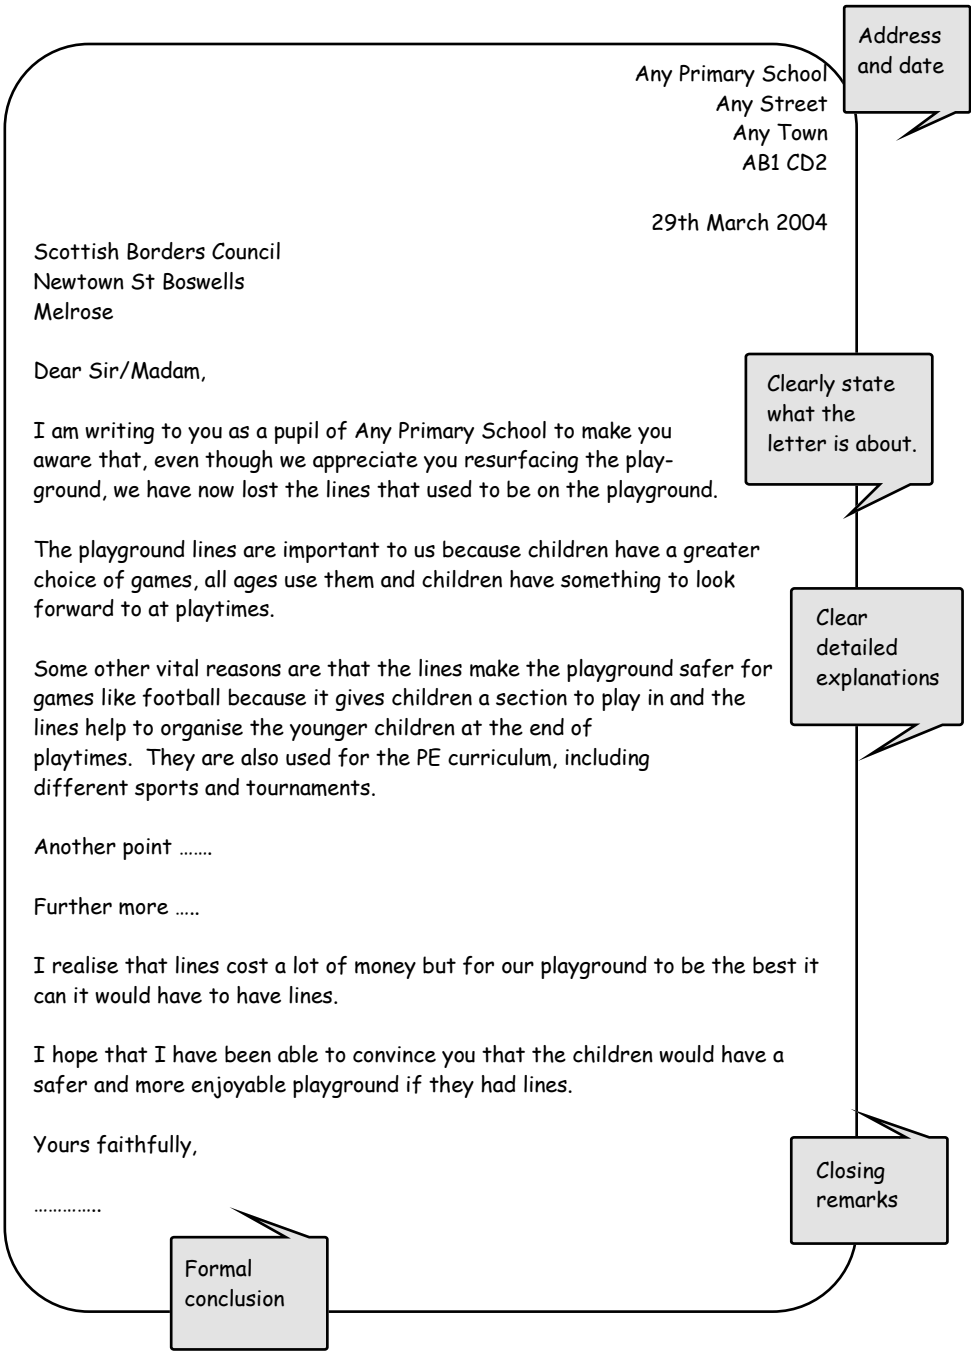 Address
and date
Any Primary School
Any Street
Any Town
AB1 CD2
29th March 2004
Scottish Borders Council
Newtown St Boswells
Melrose
Dear Sir/Madam,
Clearly state
what the
letter is about.
I am writing to you as a pupil of Any Primary School to make you
aware that, even though we appreciate you resurfacing the play-
ground, we have now lost the lines that used to be on the playground.
The playground lines are important to us because children have a greater
choice of games, all ages use them and children have something to look
forward to at playtimes.
Clear
detailed
explanations
Some other vital reasons are that the lines make the playground safer for
games like football because it gives children a section to play in and the
lines help to organise the younger children at the end of
playtimes.  They are also used for the PE curriculum, including
different sports and tournaments.
Another point …….
Further more …..
I realise that lines cost a lot of money but for our playground to be the best it
can it would have to have lines.
I hope that I have been able to convince you that the children would have a
safer and more enjoyable playground if they had lines.
Yours faithfully,
…………..
Closing
remarks
Formal
conclusion